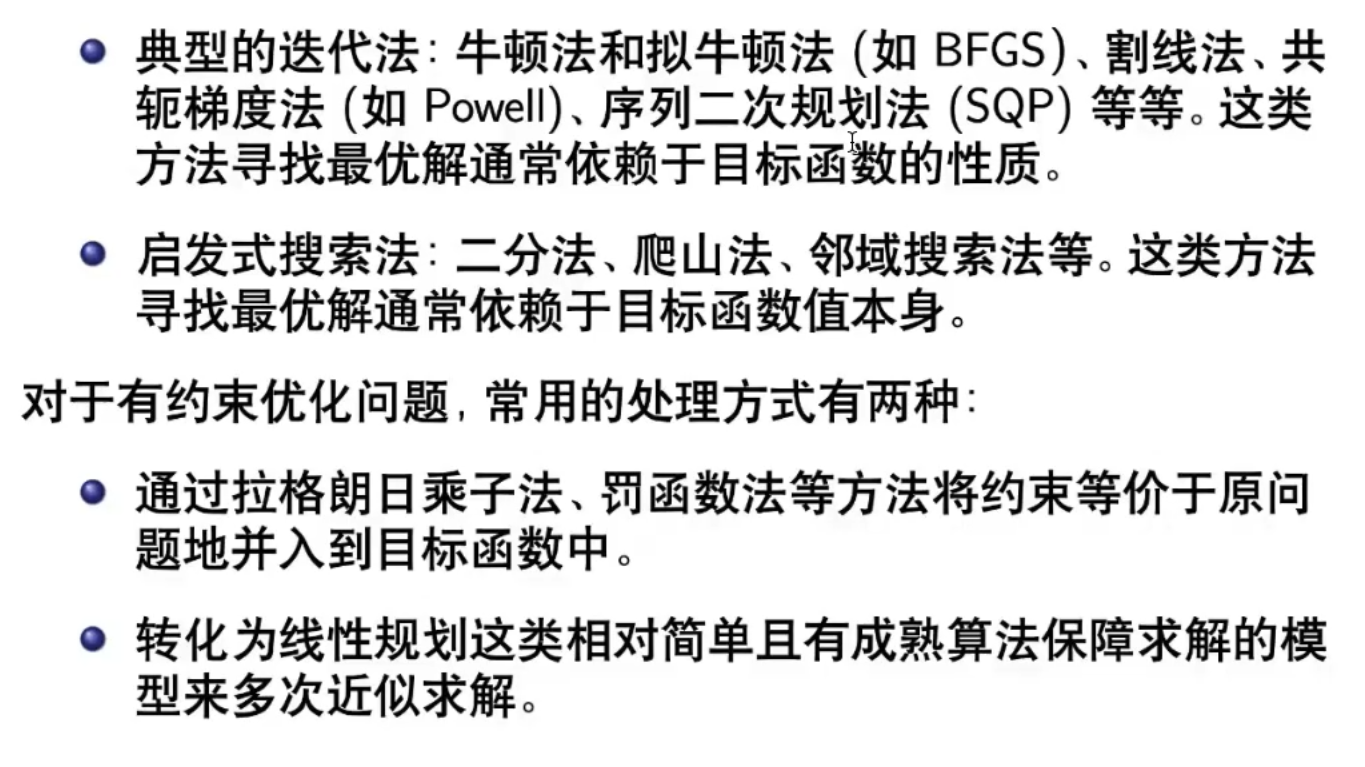 典型的迭代法：牛顿法和拟牛顿法 (如 BFGS)、割线法、共
轭梯度法 (如 Powell)、序列二次规划法 (SQP) 等等。这类
方法寻找最优解通常依赖于目标函数的性质。
启发式搜索法：二分法、爬山法、邻域搜索法等。这类方法
寻找最优解通常依赖于目标函数值本身。
对于有约束优化问题, 常用的处理方式有两种：
通过拉格朗日乘子法、罚函数法等方法将约束等价于原问
题地并入到目标函数中。
转化为线性规划这类相对简单且有成熟算法保障求解的模
型来多次近似求解。